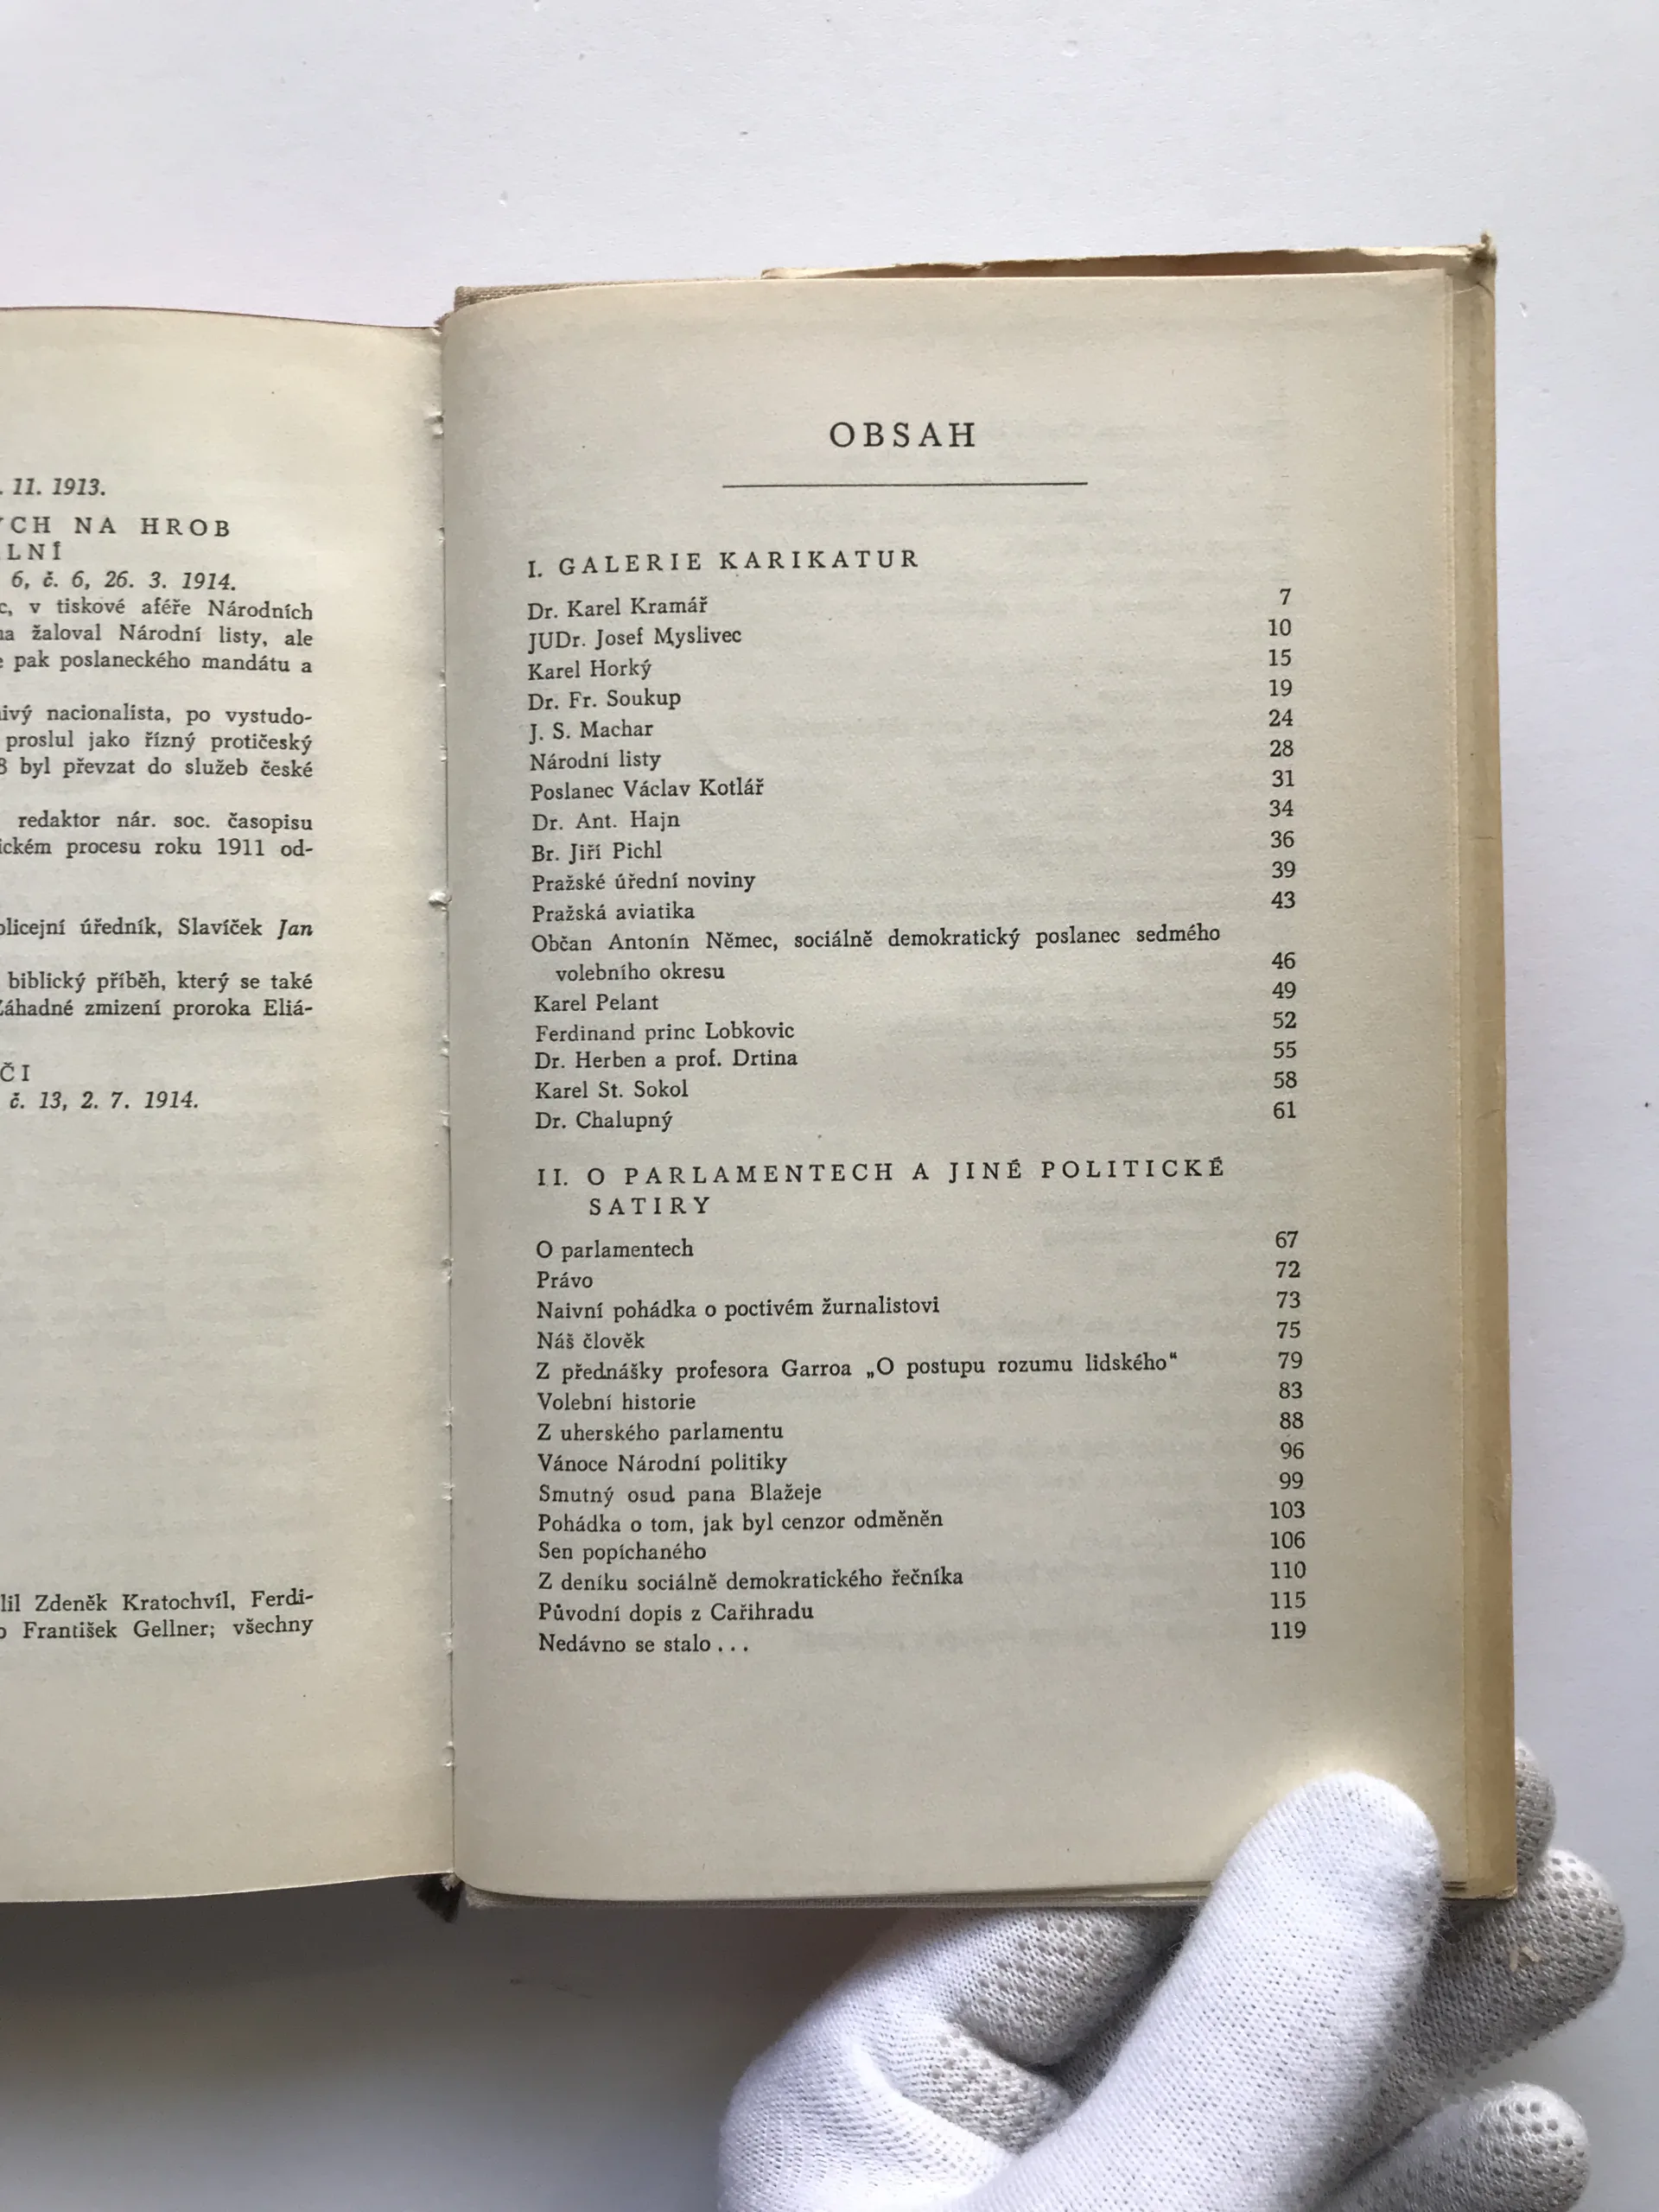 . 11. 1913.
YCH NA HROB
LNÍ
6, č. 6, 26. 3. 1914.
c, v tiskové aféře Národních
na žaloval Národní listy, ale
e pak poslaneckého mandátu a
ivý nacionalista, po vystudo-
proslul jako řízný protičeský
8 byl převzat do služeb české
redaktor nár. soc. časopisu
ickém procesu roku 1911 od-
olicejní úředník, Slavíček Jan
biblický příběh, který se také
Záhadné zmizení proroka Eliá-
ČI
č. 13, 2. 7. 1914.
lil Zdeněk Kratochvíl, Ferdi-
o František Gellner; všechny
OBSAH
I. GALERIE KARIKATUR
Dr. Karel Kramář 7
JUDr. Josef Myslivec 10
Karel Horký 15
Dr. Fr. Soukup 19
J. S. Machar 24
Národní listy 28
Poslanec Václav Kotlář 31
Dr. Ant. Hajn 34
Br. Jiří Pichl 36
Pražské úřední noviny 39
Pražská aviatika 43
Občan Antonín Němec, sociálně demokratický poslanec sedmého
volebního okresu 46
Karel Pelant 49
Ferdinand princ Lobkovic 52
Dr. Herben a prof. Drtina 55
Karel St. Sokol 58
Dr. Chalupný 61
II. O PARLAMENTECH A JINÉ POLITICKÉ
SATIRY
O parlamentech 67
Právo 72
Naivní pohádka o poctivém žurnalistovi 73
Náš člověk 75
Z přednášky profesora Garroa „O postupu rozumu lidského“ 79
Volební historie 83
Z uherského parlamentu 88
Vánoce Národní politiky 96
Smutný osud pana Blažeje 99
Pohádka o tom, jak byl cenzor odměněn 103
Sen popíchaného 106
Z deníku sociálně demokratického řečníka 110
Původní dopis z Cařihradu 115
Nedávno se stalo . . . 119